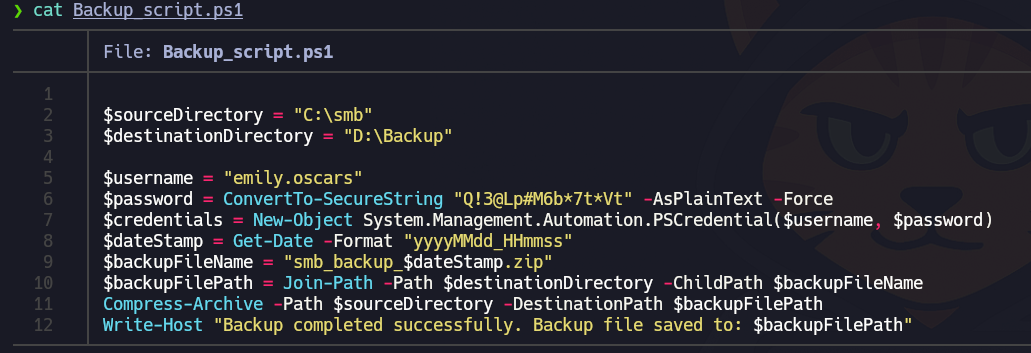 ❯ cat Backup_script.ps1
File: Backup_script.ps1
1
2 $sourceDirectory = "C:\smb"
3 $destinationDirectory = "D:\Backup"
4
5 $username = "emily.oscars"
6 $password = ConvertTo-SecureString "Q!3@Lp#M6b*7t*Vt" -AsPlainText -Force
7 $credentials = New-Object System.Management.Automation.PSCredential($username, $password)
8 $dateStamp = Get-Date -Format "yyyyMMdd_HHmmss"
9 $backupFileName = "smb_backup_$dateStamp.zip"
10 $backupFilePath = Join-Path -Path $destinationDirectory -ChildPath $backupFileName
11 Compress-Archive -Path $sourceDirectory -DestinationPath $backupFilePath
12 Write-Host "Backup completed successfully. Backup file saved to: $backupFilePath"